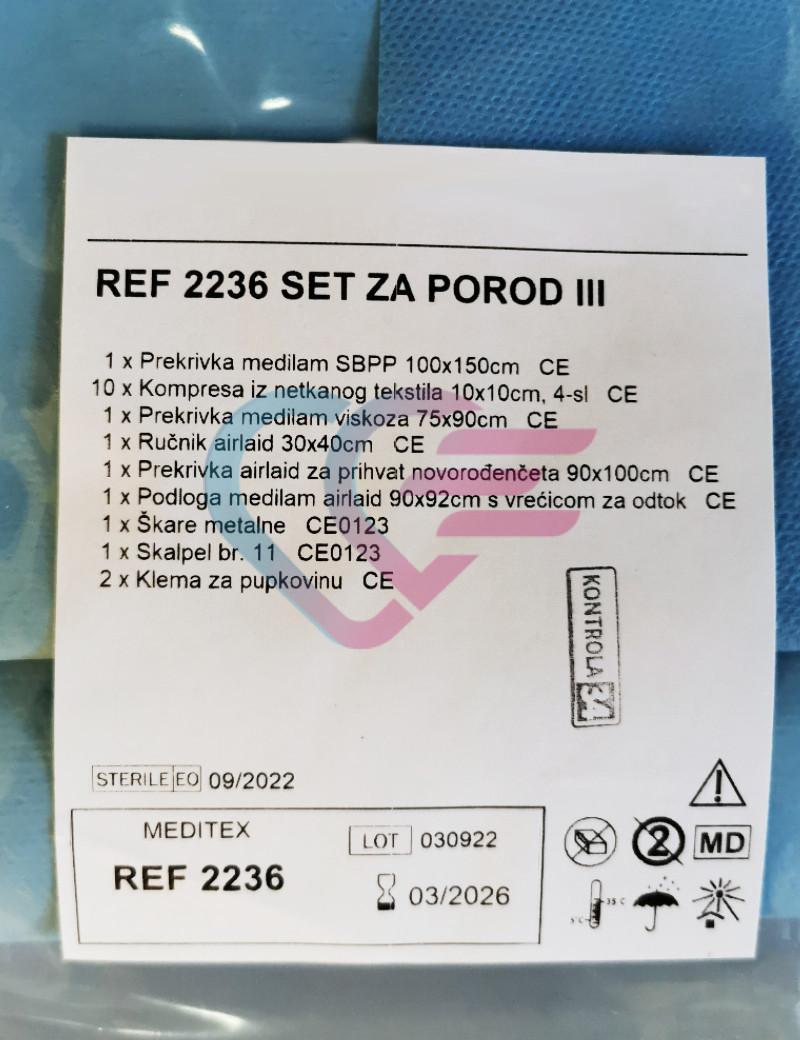 REF 2236 SET ZA POROD III
1 x Prekrivka medilam SBPP 100x150cm CE
10 x Kompresa iz netkanog tekstila 10x10cm, 4-sl CE
1 x Prekrivka medilam viskoza 75x90cm CE
1 x Ručnik airlaid 30x40cm CE
1 x Prekrivka airlaid za prihvat novorođenčeta 90x100cm CE
1 x Podloga medilam airlaid 90x92cm s vrećicom za odtok CE
1 x Škare metalne CE0123
1 x Skalpel br. 11 CE0123
2 x Klema za pupkovinu CE
KONTROLA
STERILE EO 09/2022
MEDITEX
REF 2236
LOT 030922
03/2026
2 MD
5°C 35 C